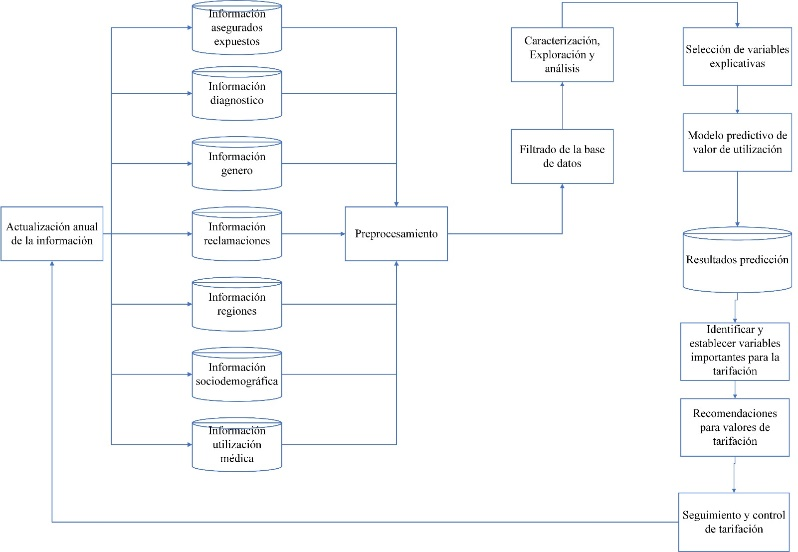 Actualización anual
de la información
Información
asegurados
expuestos
Información
diagnostico
Información
genero
Información
reclamaciones
Información
regiones
Información
sociodemográfica
Información
utilización
médica
Preprocesamiento
Filtrado de la base
de datos
Caracterización,
Exploración y
análisis
Selección de variables
explicativas
Modelo predictivo de
valor de utilización
Resultados predicción
Identificar y
establecer variables
importantes para la
tarifación
Recomendaciones
para valores de
tarifación
Seguimiento y control
de tarifación